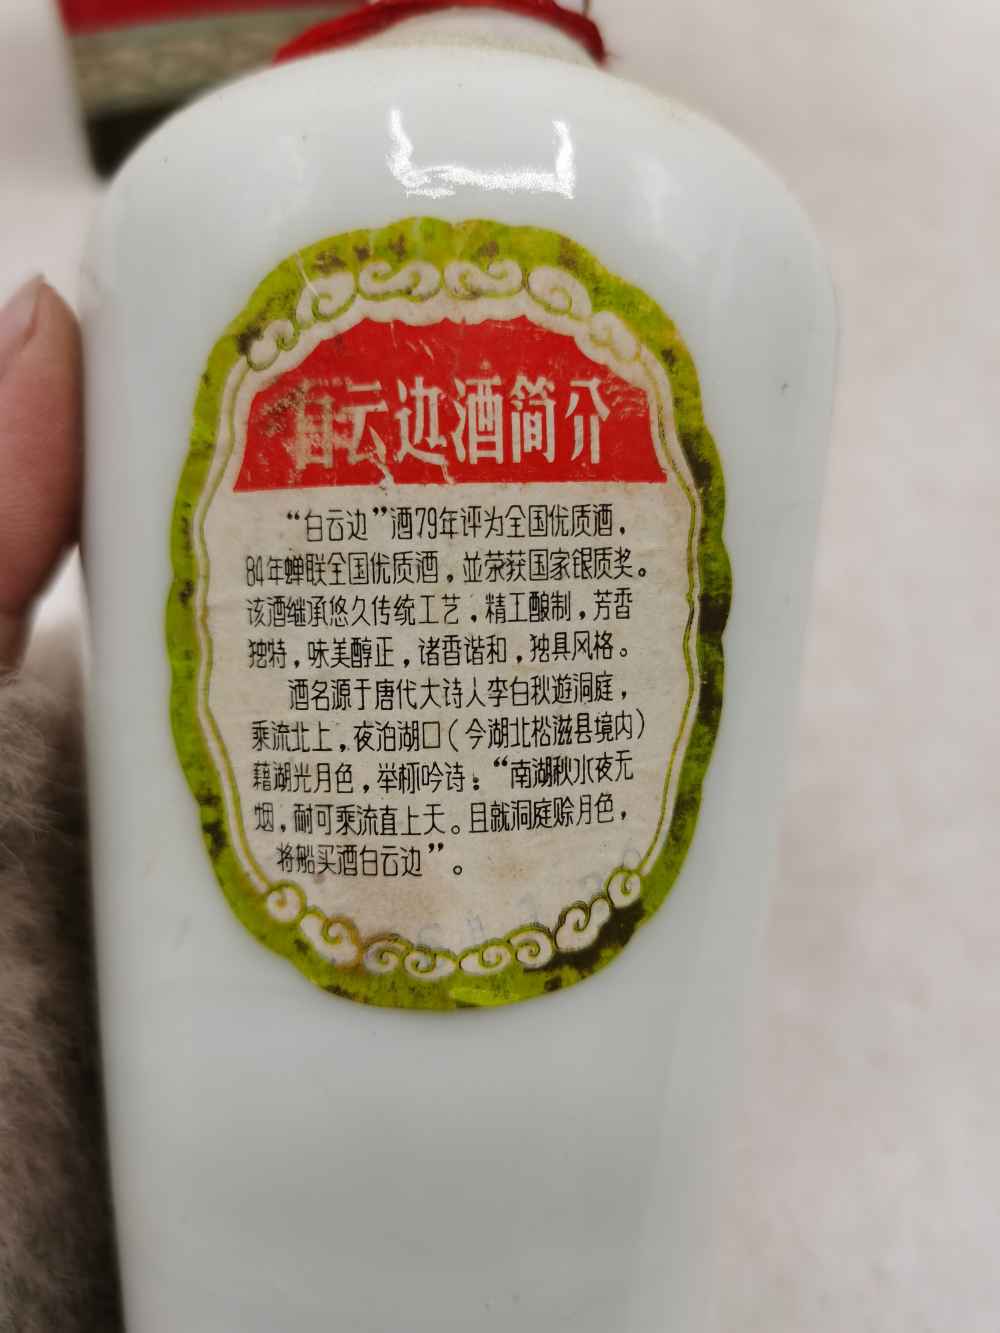 白云边酒简介
“白云边”酒79年评为全国优质酒，
84年蝉联全国优质酒，並荣获国家银质奖。
该酒继承悠久传统工艺，精工酿制，芳香
独特，味美醇正，诸香谐和，独具风格。
酒名源于唐代大诗人李白秋遊洞庭，
乘流北上，夜泊湖口（今湖北松滋县境内）
藉湖光月色，举杯吟诗：“南湖秋水夜无
烟，耐可乘流直上天。且就洞庭赊月色，
将船买酒白云边”。